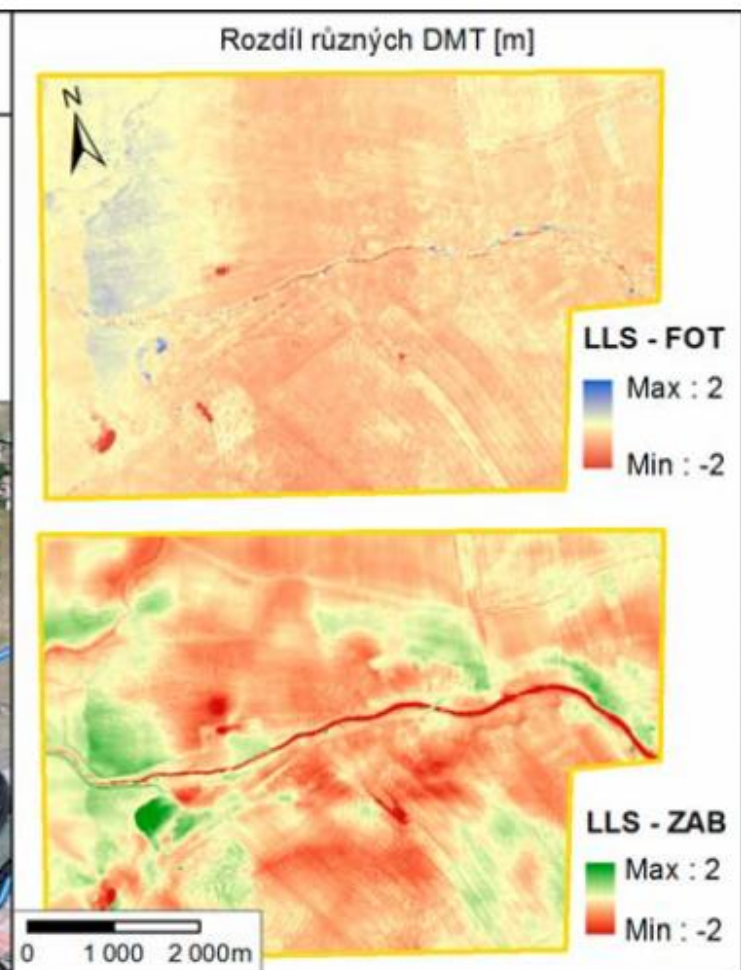 Rozdíl různých DMT [m]
N
LLS - FOT
Max : 2
Min : -2
LLS - ZAB
Max : 2
Min : -2
0 1 000 2 000m